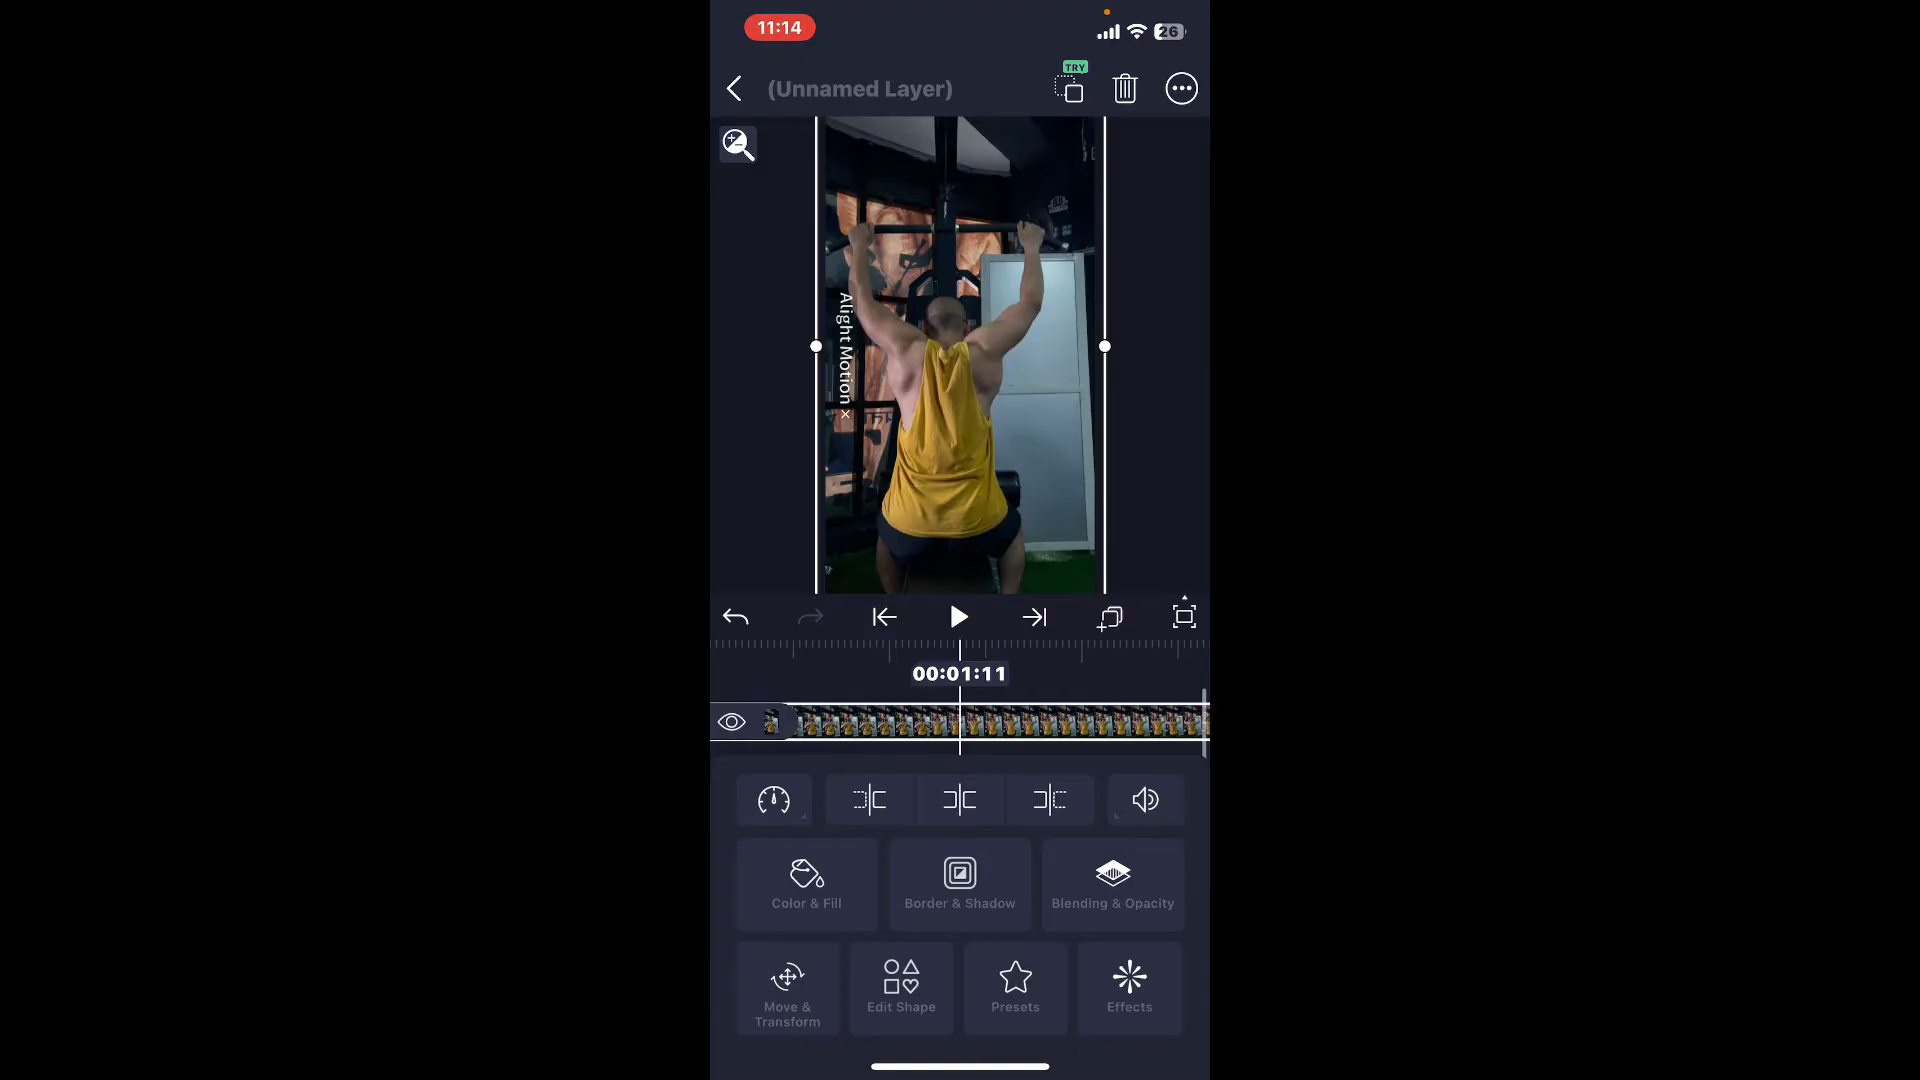 11:14
26
TRY
(Unnamed Layer)
Alight Motion ×
00:01:11
Color & Fill
Border & Shadow
Blending & Opacity
Move &
Transform
Edit Shape
Presets
Effects